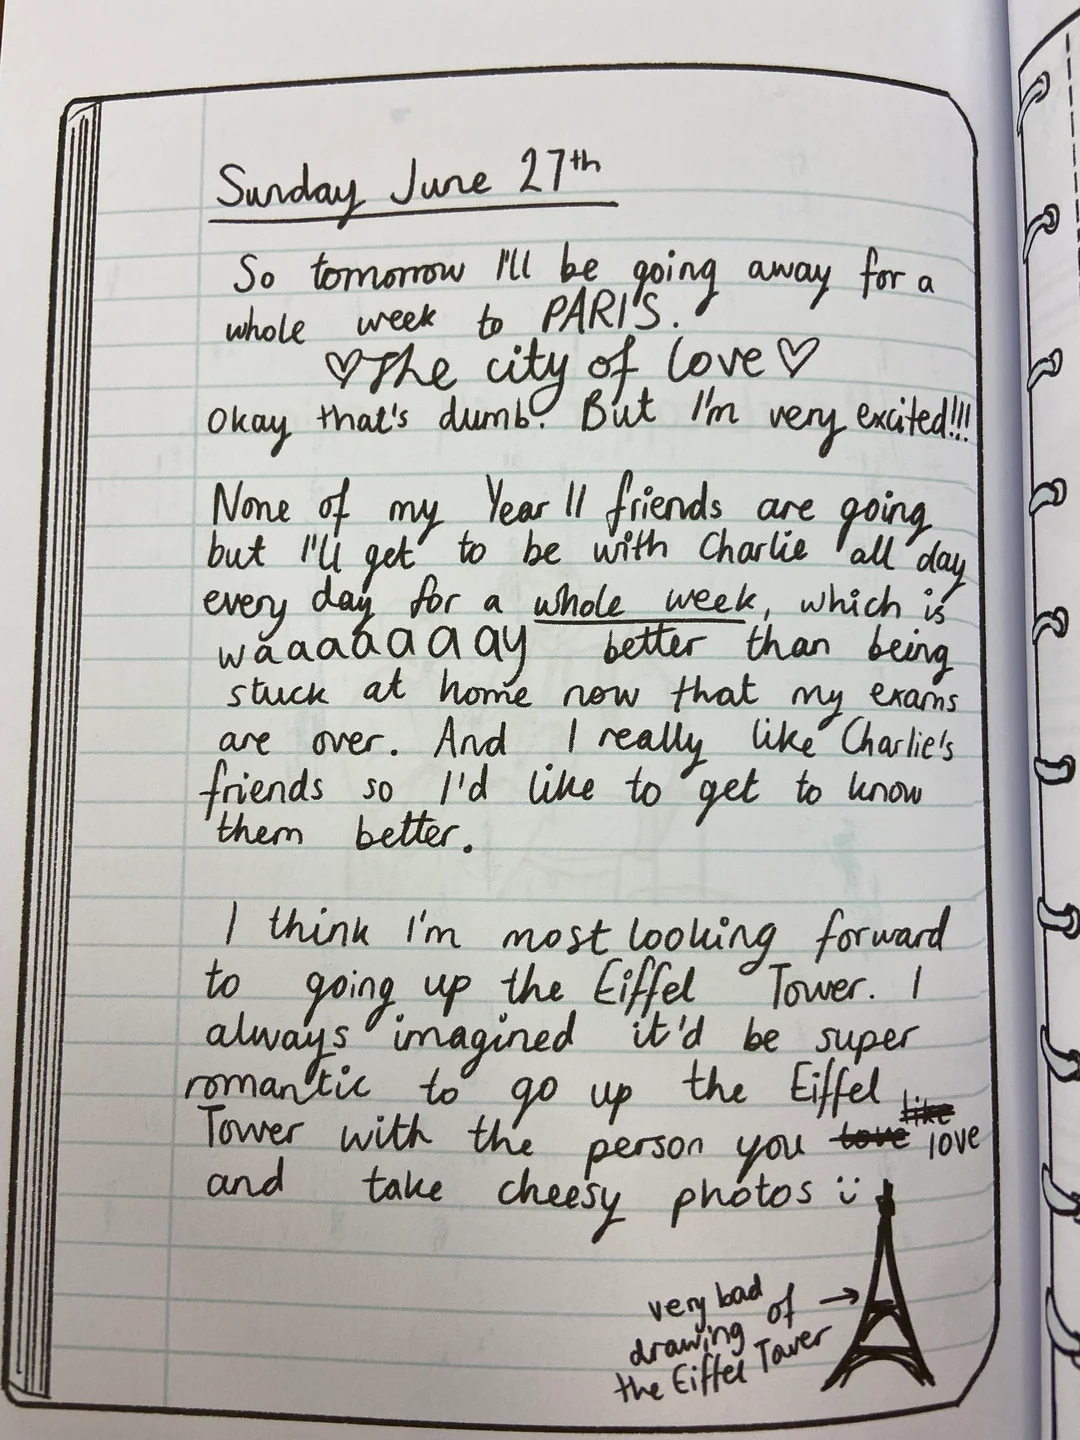 Sunday June 27th
So tomorrow I'll be going away for a
whole week to PARIS.
♡The city of love♡
Okay that's dumb. But I'm very excited!!!
None of my Year 11 friends are going
but I'll get to be with Charlie all day
every day for a whole week, which is
waaaaaaay better than being
stuck at home now that my exams
are over. And I really like Charlie's
friends so I'd like to get to know
them better.
I think I'm most looking forward
to going up the Eiffel Tower. I
always imagined it'd be super
romantic to go up the Eiffel
Tower with the person you love like love
and take cheesy photos ü
very bad
drawing of →
the Eiffel Tower